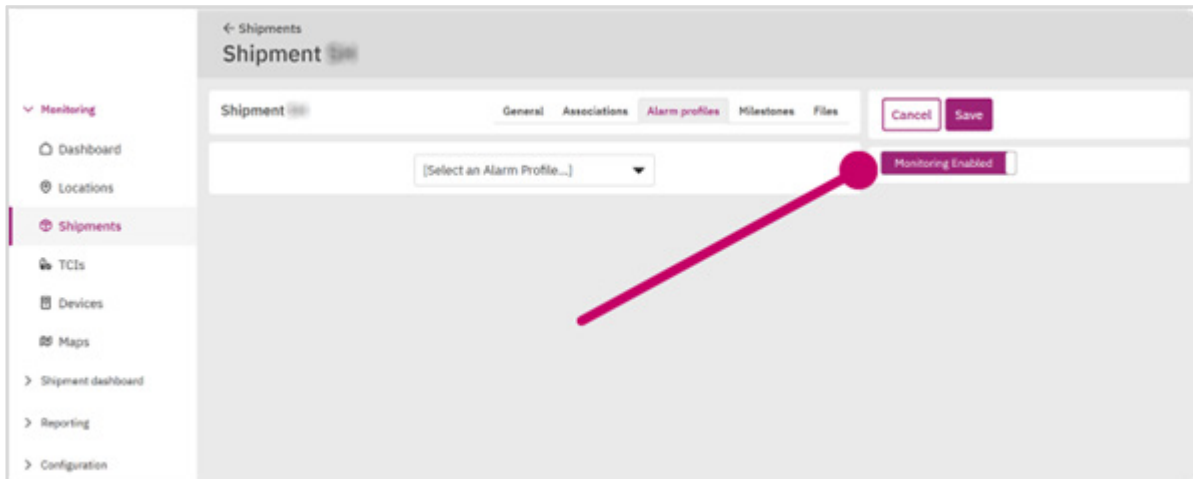 ← Shipments
Shipment
Monitoring
Dashboard
Locations
Shipments
TCIs
Devices
Maps
Shipment dashboard
Reporting
Configuration
Shipment
General Associations Alarm profiles Milestones Files
Cancel Save
[Select an Alarm Profile...]
Monitoring Enabled